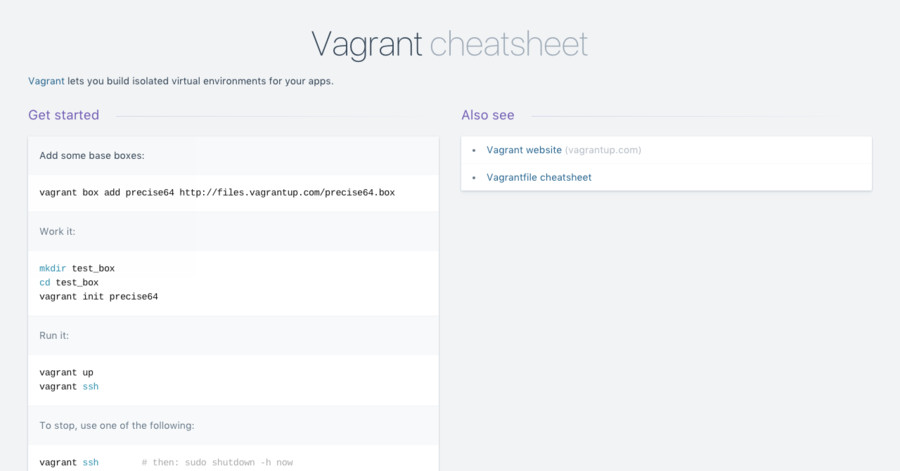 Vagrant cheatsheet
Vagrant lets you build isolated virtual environments for your apps.
Get started
Add some base boxes:
vagrant box add precise64 http://files.vagrantup.com/precise64.box
Work it:
mkdir test_box
cd test_box
vagrant init precise64
Run it:
vagrant up
vagrant ssh
To stop, use one of the following:
vagrant ssh # then: sudo shutdown -h now
Also see
• Vagrant website (vagrantup.com)
• Vagrantfile cheatsheet